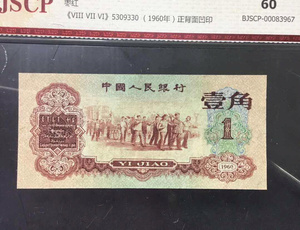 JSCP
枣红
60
《VIII VII VI》5309330（1960年）正背面凹印
BJSCP-00083967
中国人民银行
壹角
1
YI JIAO
1960